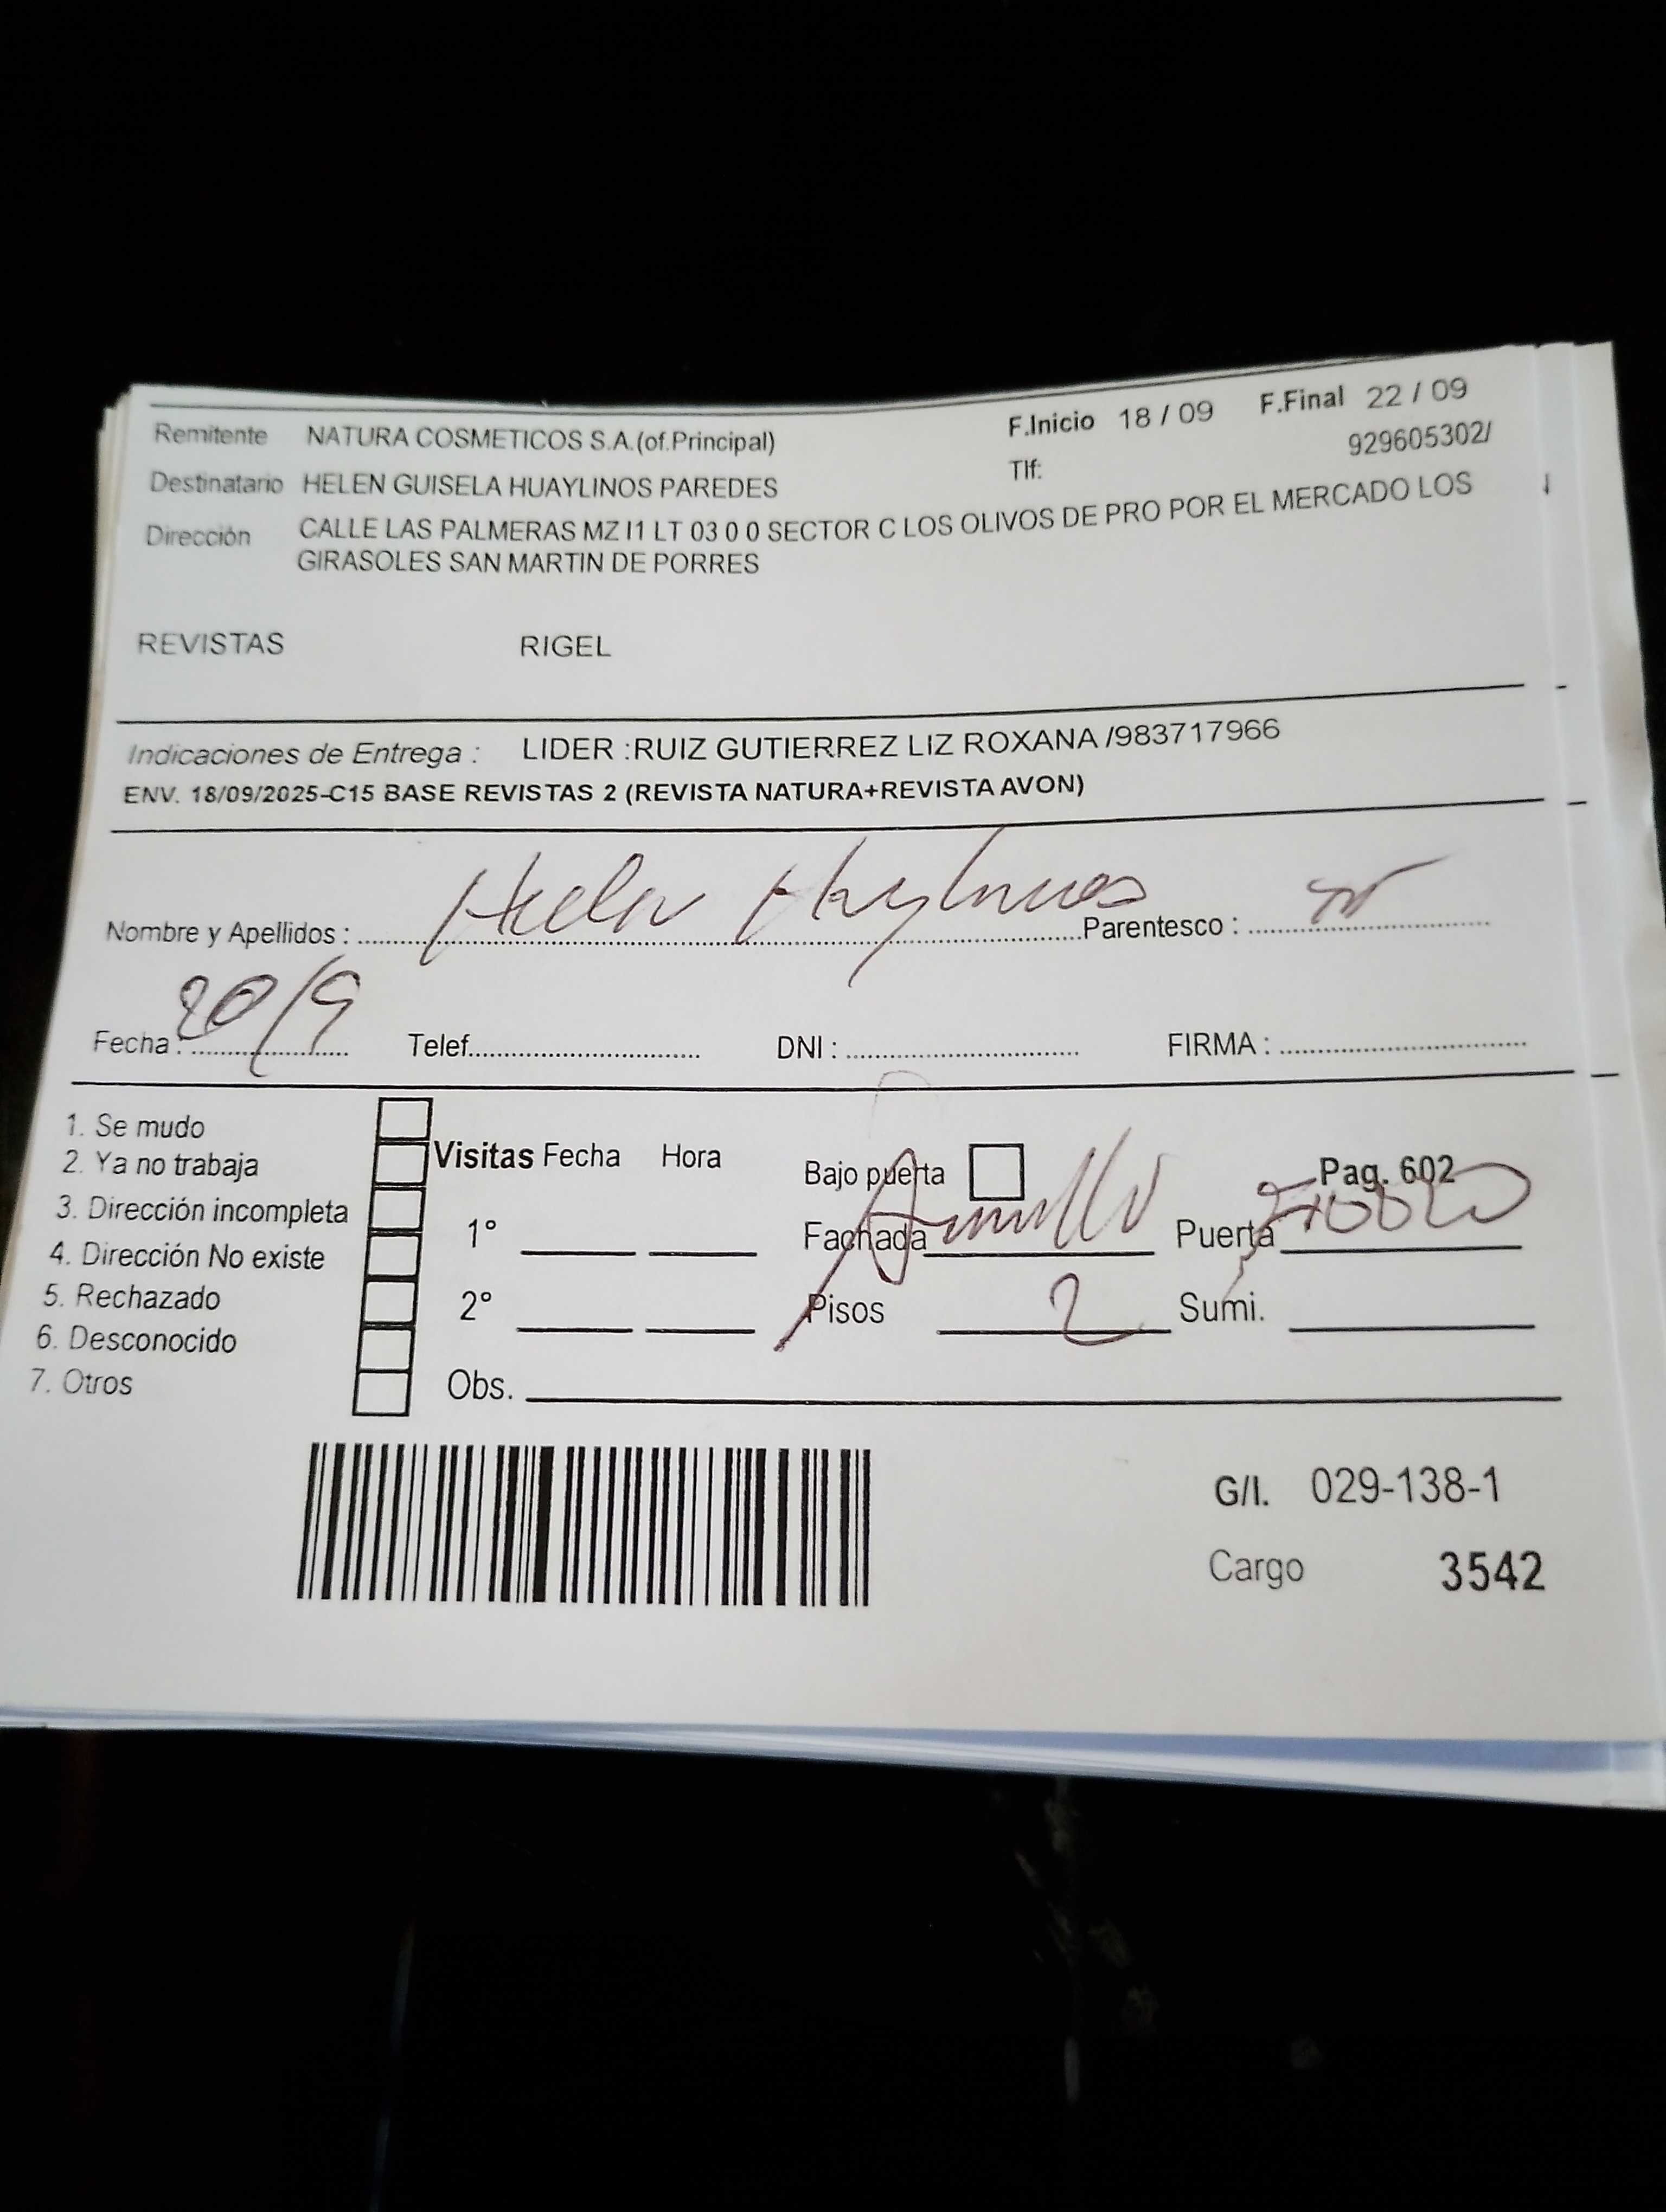 Remitente NATURA COSMETICOS S.A.(of.Principal) F.Inicio 18 / 09 F.Final 22 / 09
Tlf: 929605302/
Destinatario HELEN GUISELA HUAYLINOS PAREDES
Dirección CALLE LAS PALMERAS MZ I1 LT 03 0 0 SECTOR C LOS OLIVOS DE PRO POR EL MERCADO LOS
GIRASOLES SAN MARTIN DE PORRES
REVISTAS RIGEL
Indicaciones de Entrega : LIDER :RUIZ GUTIERREZ LIZ ROXANA /983717966
ENV. 18/09/2025-C15 BASE REVISTAS 2 (REVISTA NATURA+REVISTA AVON)
Nombre y Apellidos : Helen Huaylinos Parentesco :
Fecha : 20/9 Telef. DNI : FIRMA :
1. Se mudo
2. Ya no trabaja
3. Dirección incompleta
4. Dirección No existe
5. Rechazado
6. Desconocido
7. Otros
Visitas Fecha Hora
1°
2°
Obs.
Bajo puerta Pag. 602
Fachada Puerta
Pisos 2 Sumi.
G/I. 029-138-1
Cargo 3542